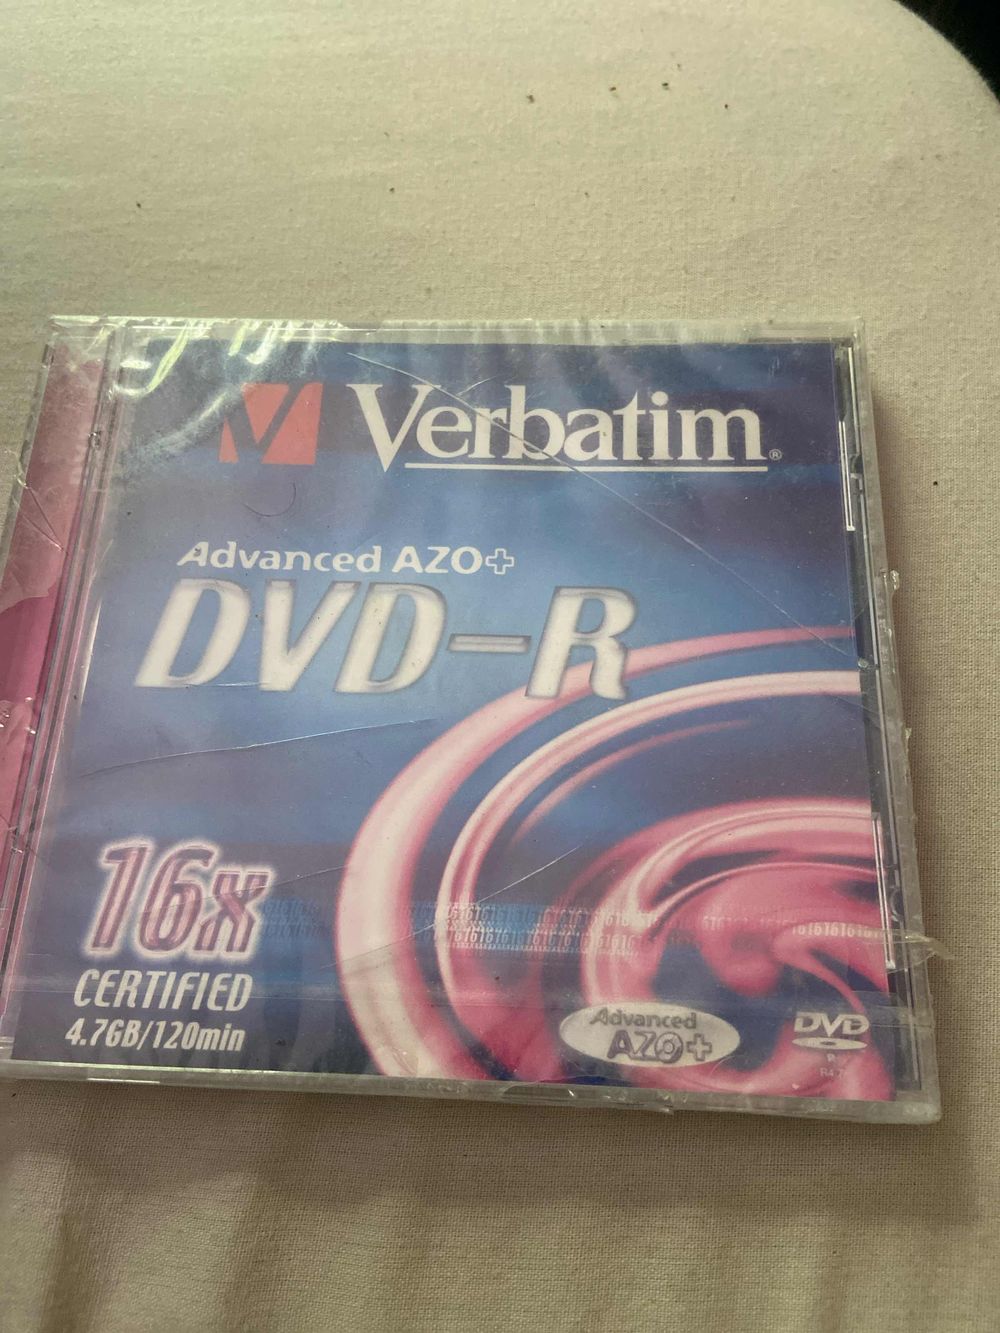 Verbatim®
Advanced AZO+
DVD-R
16x
CERTIFIED
4.7GB/120min
Advanced
AZO+
DVD
R